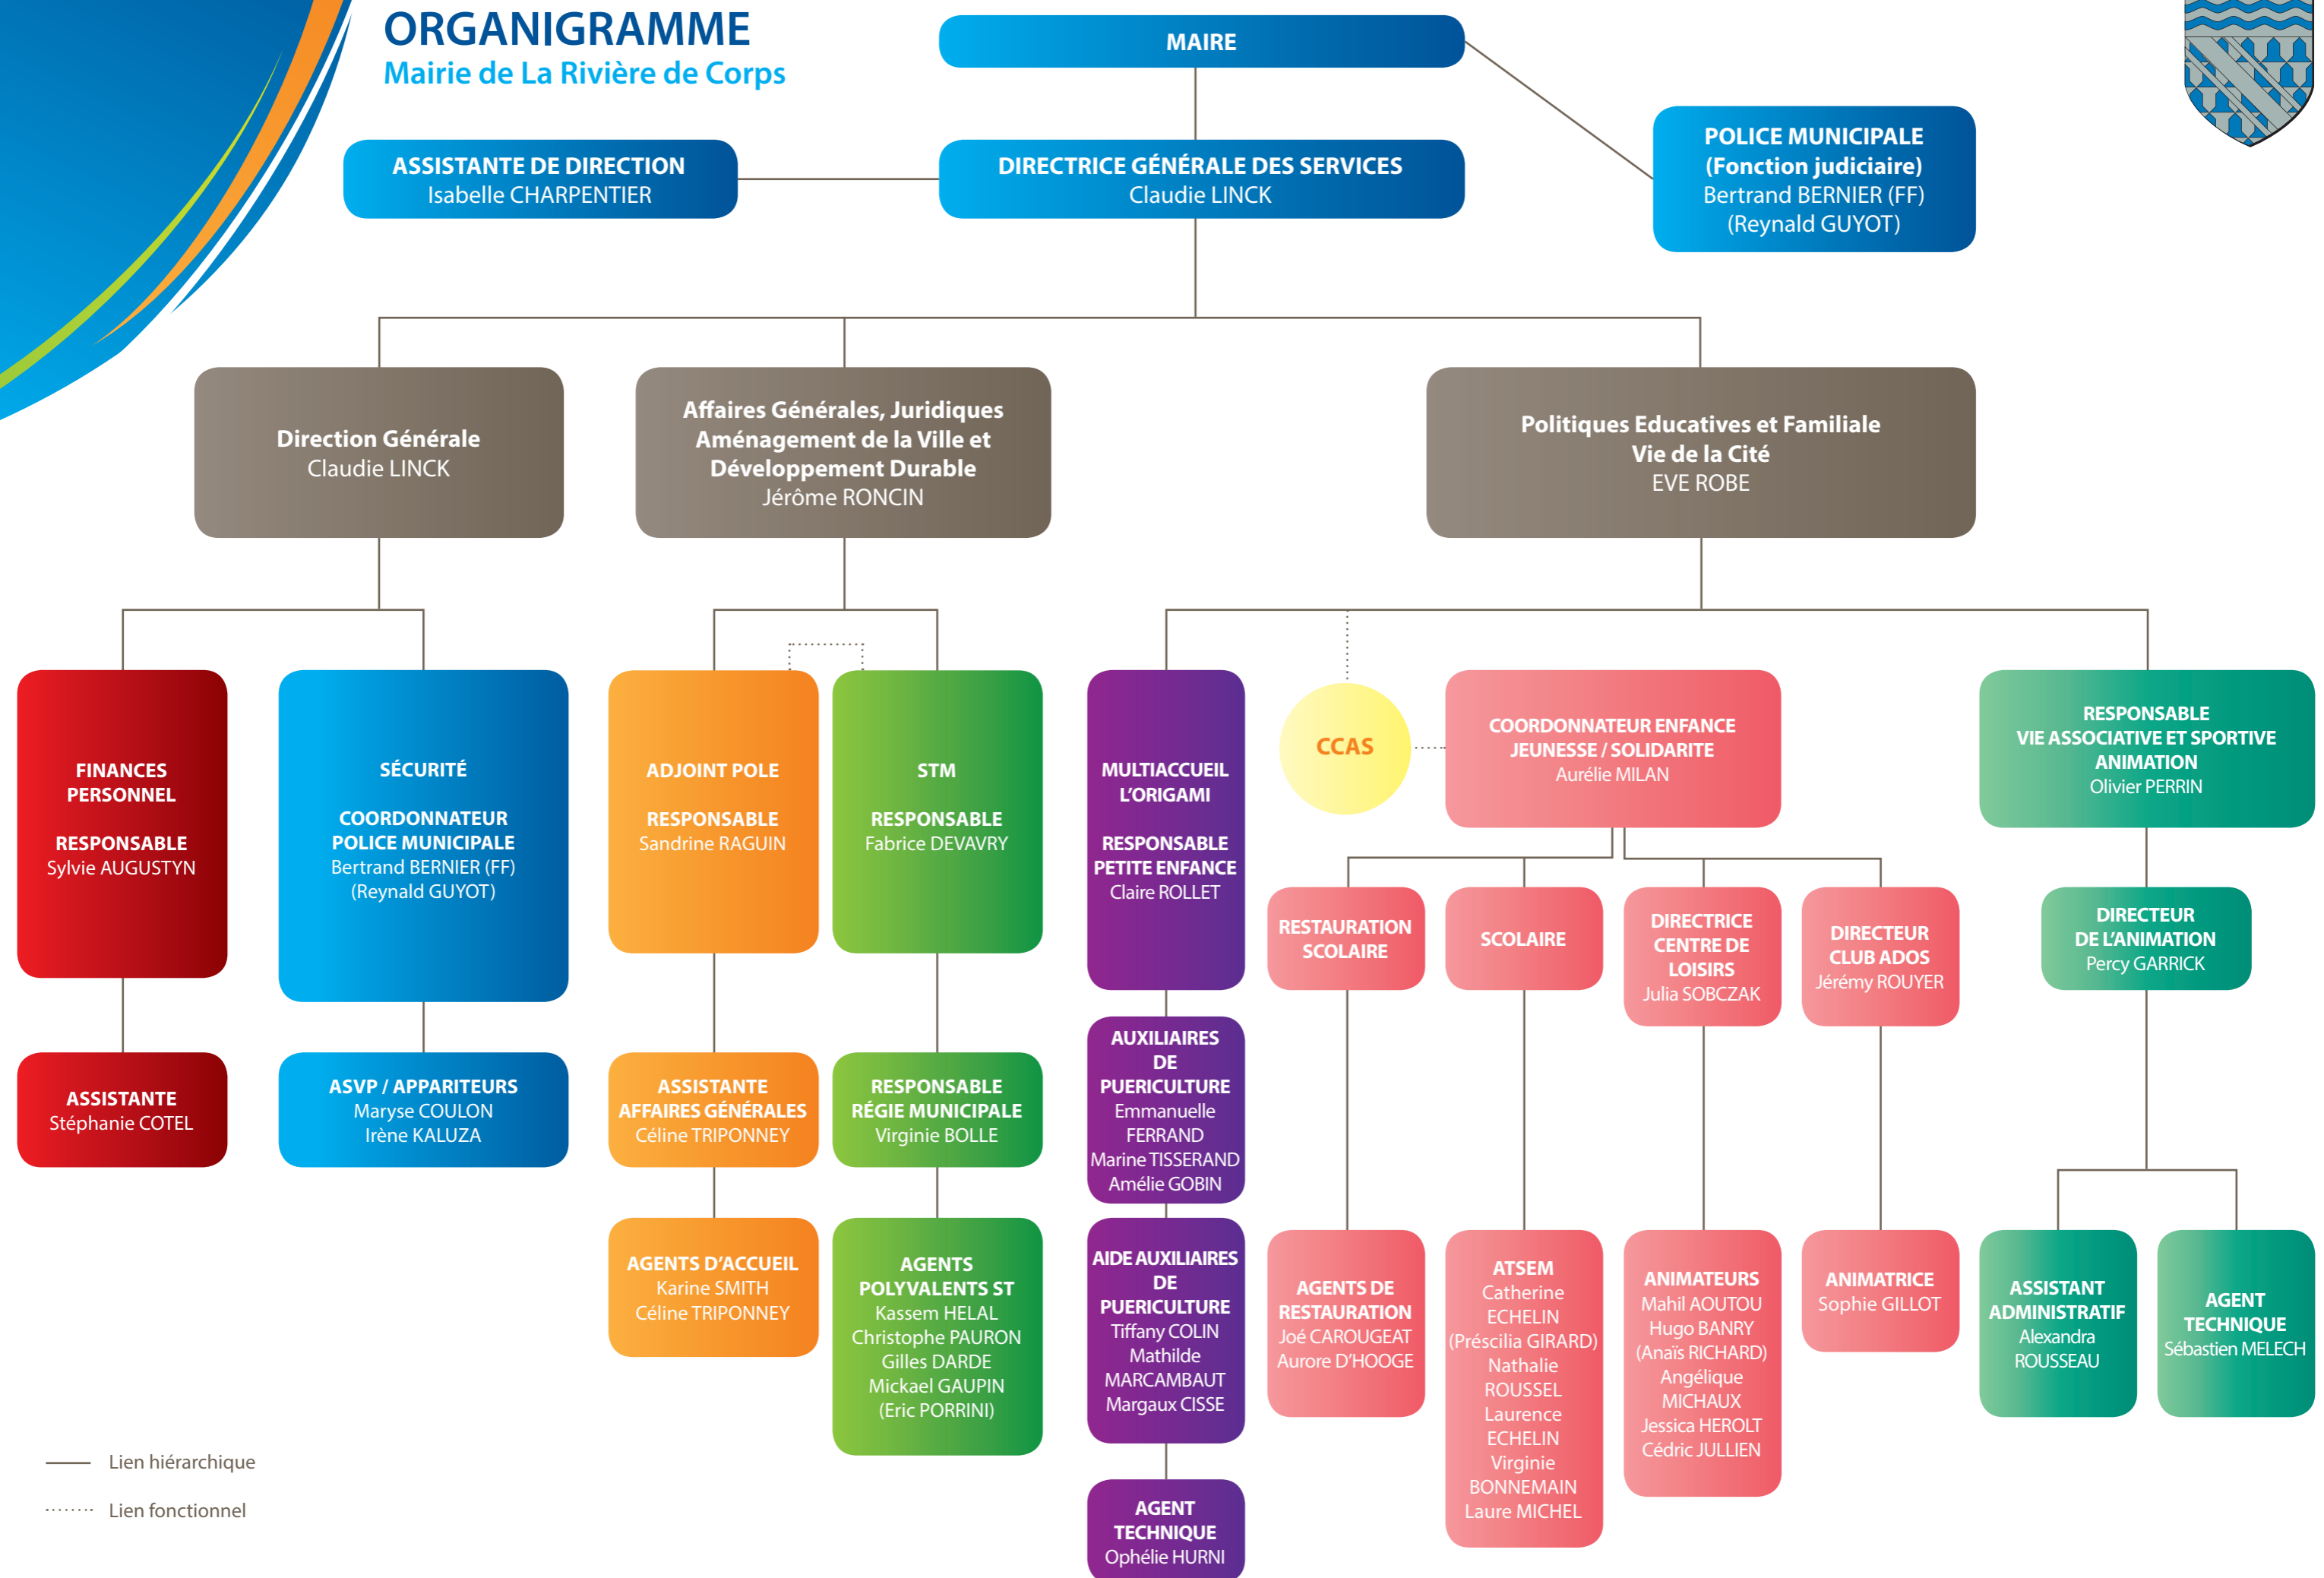 ORGANIGRAMME
Mairie de La Rivière de Corps
MAIRE
ASSISTANTE DE DIRECTION
Isabelle CHARPENTIER
DIRECTRICE GÉNÉRALE DES SERVICES
Claudie LINCK
POLICE MUNICIPALE
(Fonction judiciaire)
Bertrand BERNIER (FF)
(Reynald GUYOT)
Direction Générale
Claudie LINCK
Affaires Générales, Juridiques
Aménagement de la Ville et
Développement Durable
Jérôme RONCIN
Politiques Educatives et Familiale
Vie de la Cité
EVE ROBE
FINANCES
PERSONNEL
RESPONSABLE
Sylvie AUGUSTYN
SÉCURITÉ
COORDONNATEUR
POLICE MUNICIPALE
Bertrand BERNIER (FF)
(Reynald GUYOT)
ADJOINT POLE
RESPONSABLE
Sandrine RAGUIN
STM
RESPONSABLE
Fabrice DEVAVRY
MULTIACCUEIL
L'ORIGAMI
RESPONSABLE
PETITE ENFANCE
Claire ROLLET
CCAS
COORDONNATEUR ENFANCE
JEUNESSE / SOLIDARITE
Aurélie MILAN
RESPONSABLE
VIE ASSOCIATIVE ET SPORTIVE
ANIMATION
Olivier PERRIN
RESTAURATION
SCOLAIRE
SCOLAIRE
DIRECTRICE
CENTRE DE
LOISIRS
Julia SOBCZAK
DIRECTEUR
CLUB ADOS
Jérémy ROUYER
DIRECTEUR
DE L'ANIMATION
Percy GARRICK
ASSISTANTE
Stéphanie COTEL
ASVP / APPARITEURS
Maryse COULON
Irène KALUZA
ASSISTANTE
AFFAIRES GÉNÉRALES
Céline TRIPONNEY
RESPONSABLE
RÉGIE MUNICIPALE
Virginie BOLLE
AUXILIAIRES
DE
PUERICULTURE
Emmanuelle
FERRAND
Marine TISSERAND
Amélie GOBIN
AGENTS D'ACCUEIL
Karine SMITH
Céline TRIPONNEY
AGENTS
POLYVALENTS ST
Kassem HELAL
Christophe PAURON
Gilles DARDE
Mickael GAUPIN
(Eric PORRINI)
AIDE AUXILIAIRES
DE
PUERICULTURE
Tiffany COLIN
Mathilde
MARCAMBAUT
Margaux CISSE
AGENTS DE
RESTAURATION
Joé CAROUGEAT
Aurore D'HOOGE
ATSEM
Catherine
ECHELIN
(Préscilia GIRARD)
Nathalie
ROUSSEL
Laurence
ECHELIN
Virginie
BONNEMAIN
Laure MICHEL
ANIMATEURS
Mahil AOUTOU
Hugo BANRY
(Anaïs RICHARD)
Angélique
MICHAUX
Jessica HEROLT
Cédric JULLIEN
ANIMATRICE
Sophie GILLOT
ASSISTANT
ADMINISTRATIF
Alexandra
ROUSSEAU
AGENT
TECHNIQUE
Sébastien MELECH
AGENT
TECHNIQUE
Ophélie HURNI
Lien hiérarchique
Lien fonctionnel